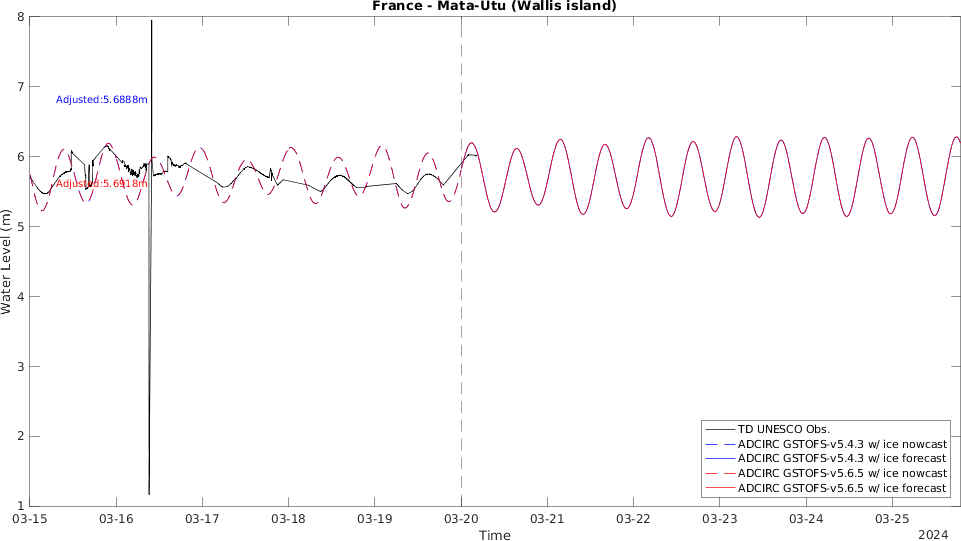 France - Mata-Utu (Wallis island)
8
7
6
5
4
3
2
1
Water Level (m)
Adjusted:5.6888m
Adjusted:5.6918m
TD UNESCO Obs.
ADCIRC GSTOFS-v5.4.3 w/ ice nowcast
ADCIRC GSTOFS-v5.4.3 w/ ice forecast
ADCIRC GSTOFS-v5.6.5 w/ ice nowcast
ADCIRC GSTOFS-v5.6.5 w/ ice forecast
03-15 03-16 03-17 03-18 03-19 03-20 03-21 03-22 03-23 03-24 03-25
Time
2024